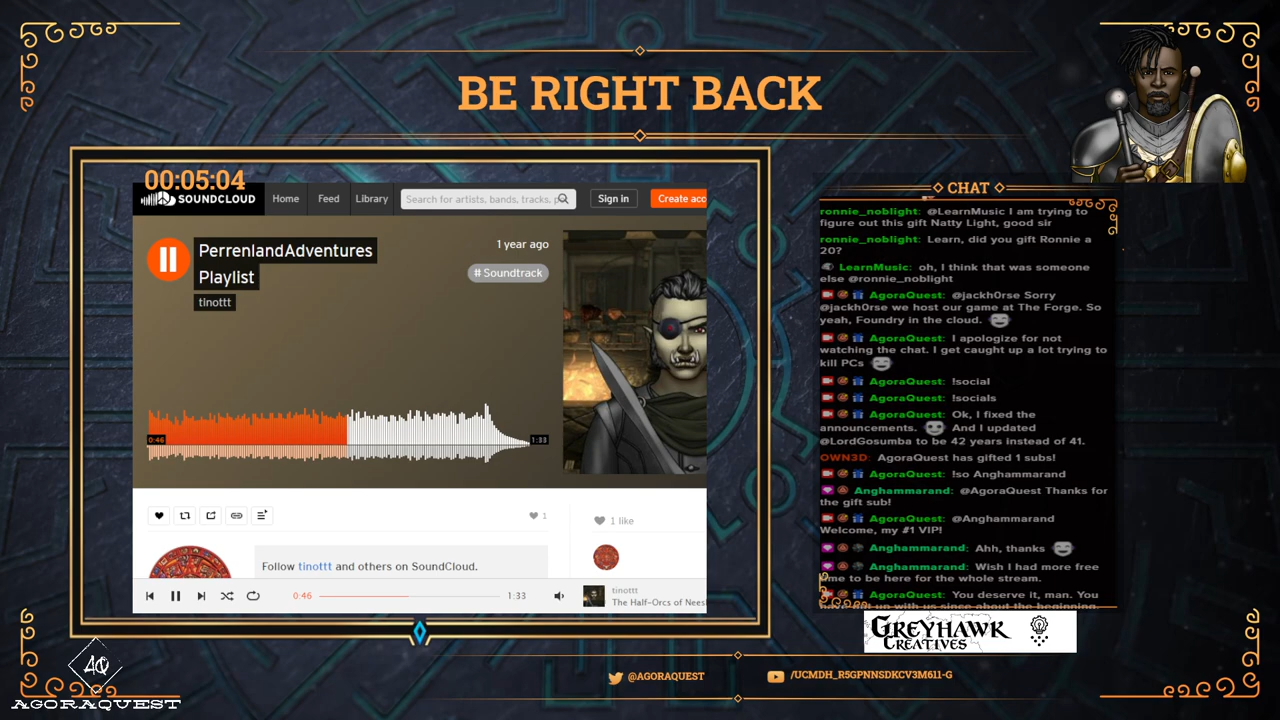 BE RIGHT BACK
00:05:04
SOUNDCLOUD
Home
Feed
Library
Search for artists, bands, tracks, p
Sign in
Create acc
PerrenlandAdventures
Playlist
tinottt
1 year ago
# Soundtrack
0:46
1:33
1
1 like
Follow tinottt and others on SoundCloud.
0:46
1:33
tinottt
The Half-Orcs of Nees
CHAT
ronnie_noblight: @LearnMusic I am trying to
figure out this gift Natty Light, good sir
ronnie_noblight: Learn, did you gift Ronnie a
20?
LearnMusic: oh, I think that was someone
else @ronnie_noblight
AgoraQuest: @jackh0rse Sorry
@jackh0rse we host our game at The Forge. So
yeah, Foundry in the cloud.
AgoraQuest: I apologize for not
watching the chat. I get caught up a lot trying to
kill PCs
AgoraQuest: !social
AgoraQuest: !socials
AgoraQuest: Ok, I fixed the
announcements. And I updated
@LordGosumba to be 42 years instead of 41.
OWN3D: AgoraQuest has gifted 1 subs!
AgoraQuest: !so Anghammarand
Anghammarand: @AgoraQuest Thanks for
the gift sub!
AgoraQuest: @Anghammarand
Welcome, my #1 VIP!
Anghammarand: Ahh, thanks
Anghammarand: Wish I had more free
time to be here for the whole stream.
AgoraQuest: You deserve it, man. You
up with us since about the beginning.
GREYHAWK
CREATIVES
AQ
AGORAQUEST
@AGORAQUEST
/UCMDH_R5GPNNSDKCV3M611-G